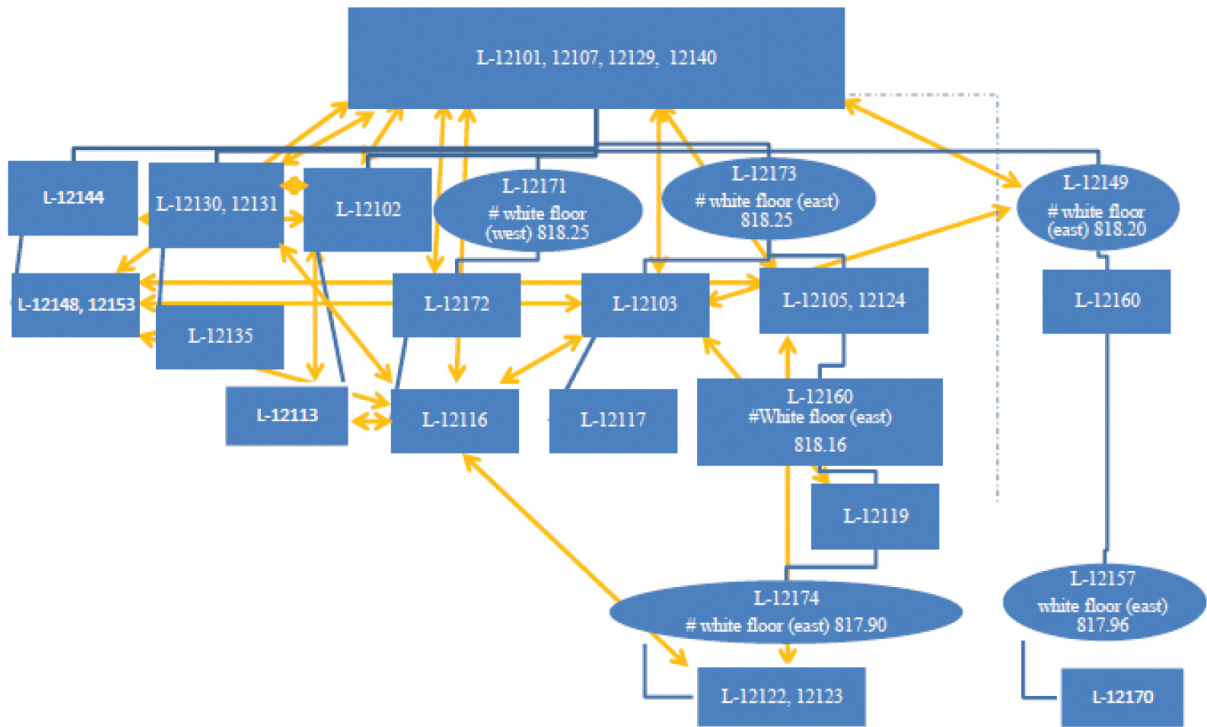 L-12101, 12107, 12129, 12140
L-12144
L-12130, 12131
L-12102
L-12171
# white floor
(west) 818.25
L-12173
# white floor (east)
818.25
L-12149
# white floor
(east) 818.20
L-12148, 12153
L-12135
L-12172
L-12103
L-12105, 12124
L-12160
L-12113
L-12116
L-12117
L-12160
#White floor (east)
818.16
L-12119
L-12174
# white floor (east) 817.90
L-12157
white floor (east)
817.96
L-12122, 12123
L-12170